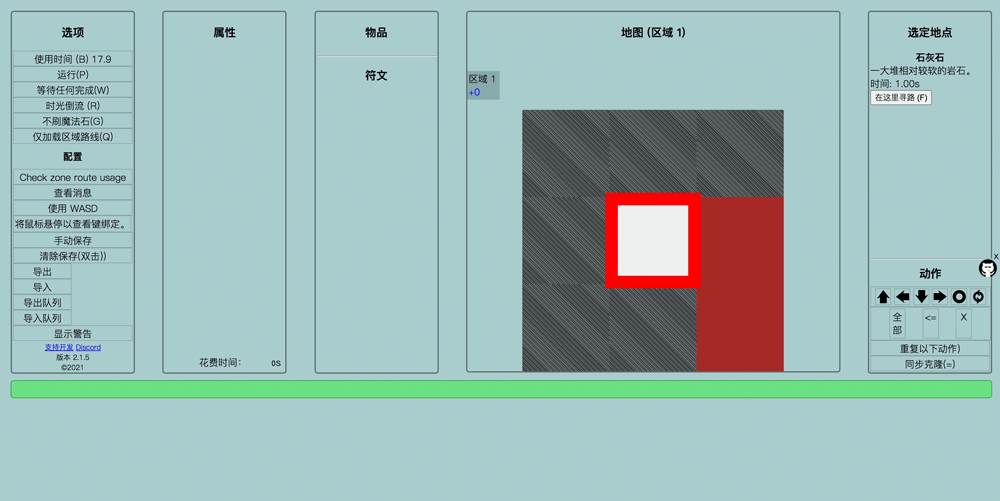 选项
使用时间 (B) 17.9
运行(P)
等待任何完成(W)
时光倒流 (R)
不刷魔法石(G)
仅加载区域路线(Q)
配置
Check zone route usage
查看消息
使用 WASD
将鼠标悬停以查看键绑定。
手动保存
清除保存(双击))
导出
导入
导出队列
导入队列
显示警告
支持开发 Discord
版本 2.1.5
©2021
属性
花费时间: 0s
物品
符文
地图 (区域 1)
区域 1
+0
选定地点
石灰石
一大堆相对较软的岩石。
时间: 1.00s
在这里寻路 (F)
x
动作
全部 <= X
重复以下动作)
同步克隆(=)